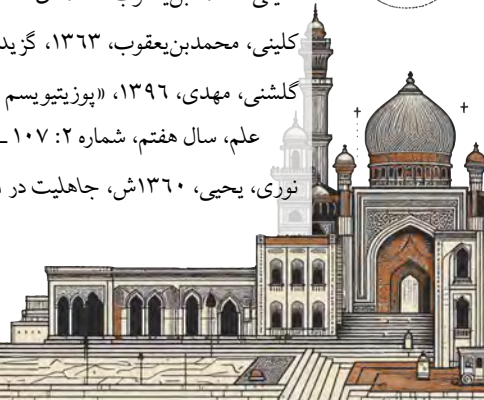 کلینی، محمدبن‌یعقوب، ۱۳۶۳، گزید
گلشنی، مهدی، ۱۳۹۶، «پوزیتیویسم
علم، سال هفتم، شماره ۲: ۱۰۷ ـ
نوری، یحیی، ۱۳۶۰ش، جاهلیت در